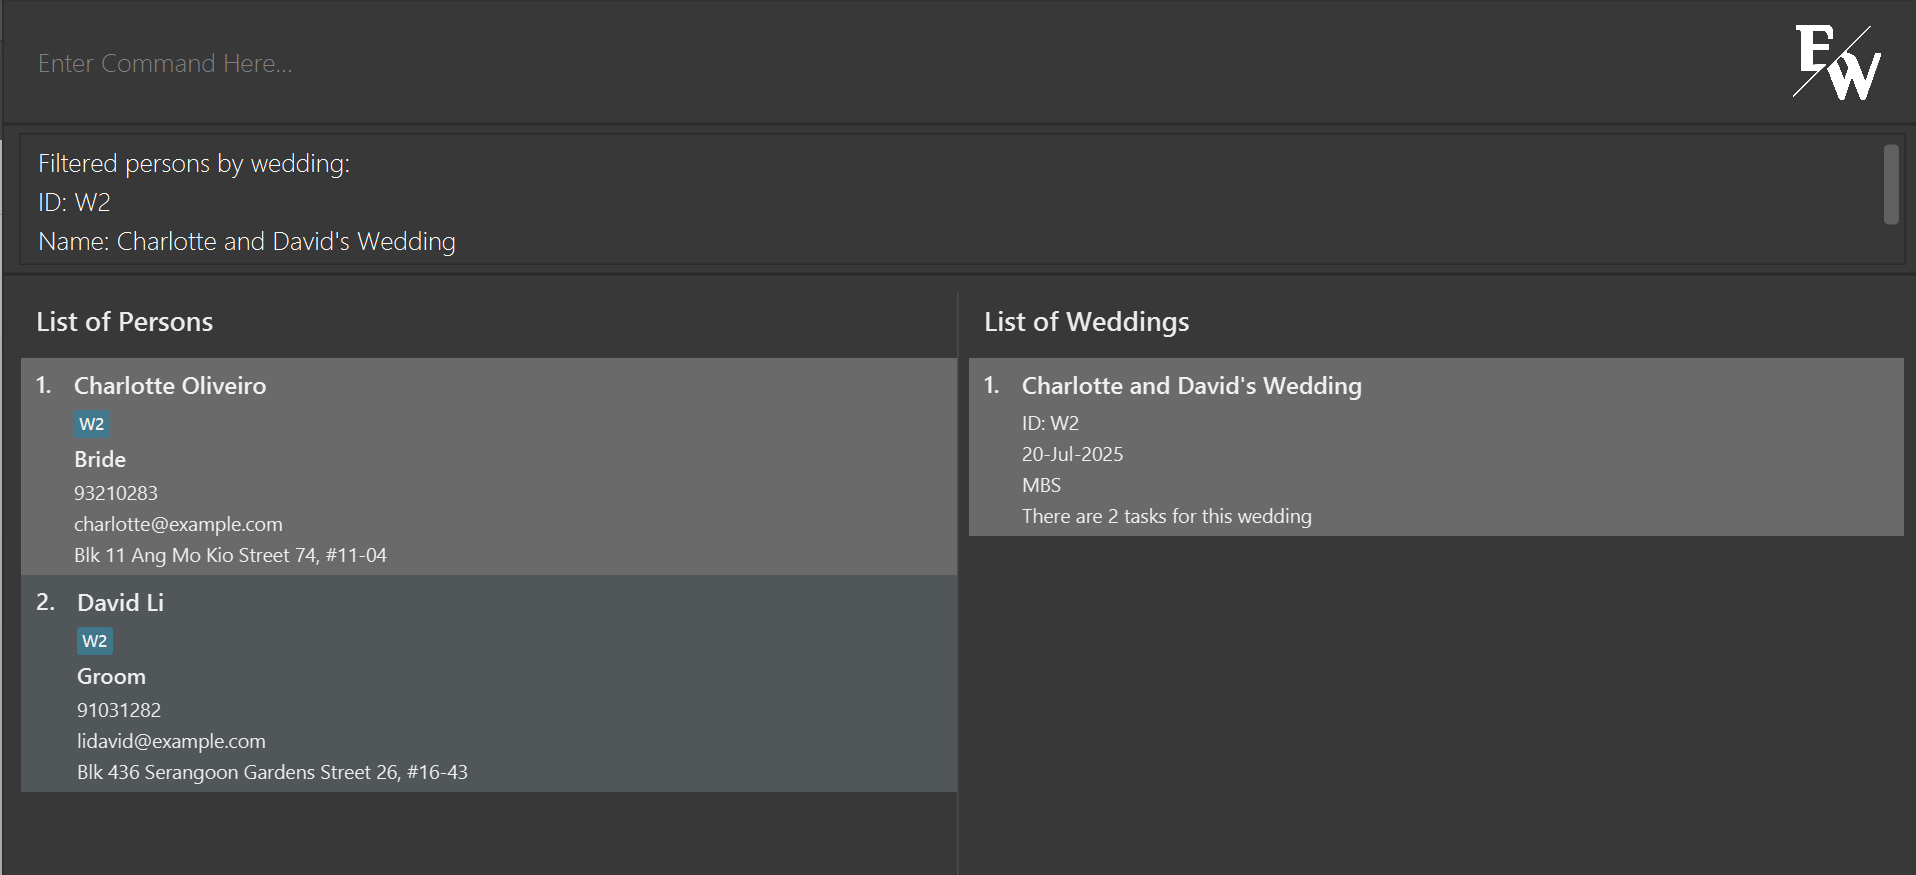 Enter Command Here...
E/W
Filtered persons by wedding:
ID: W2
Name: Charlotte and David's Wedding
List of Persons
1. Charlotte Oliveiro
W2
Bride
93210283
charlotte@example.com
Blk 11 Ang Mo Kio Street 74, #11-04
2. David Li
W2
Groom
91031282
lidavid@example.com
Blk 436 Serangoon Gardens Street 26, #16-43
List of Weddings
1. Charlotte and David's Wedding
ID: W2
20-Jul-2025
MBS
There are 2 tasks for this wedding